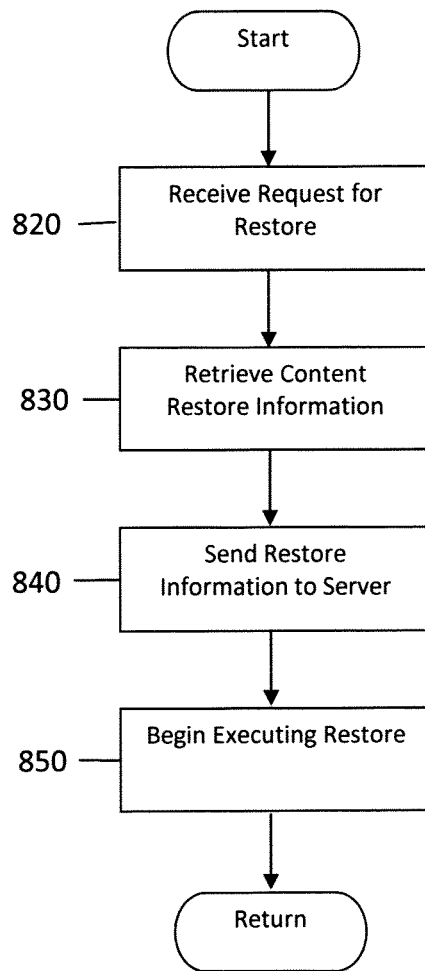 Start
820
Receive Request for
Restore
830
Retrieve Content
Restore Information
840
Send Restore
Information to Server
850
Begin Executing Restore
Return